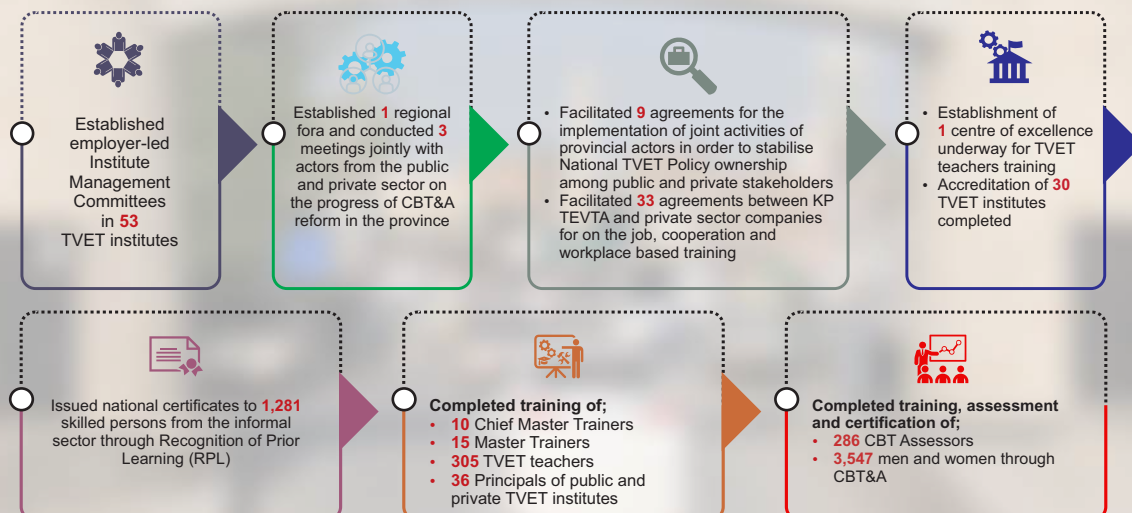 Established
employer-led
Institute
Management
Committees
in 53
TVET institutes
Established 1 regional
fora and conducted 3
meetings jointly with
actors from the public
and private sector on
the progress of CBT&A
reform in the province
• Facilitated 9 agreements for the
implementation of joint activities of
provincial actors in order to stabilise
National TVET Policy ownership
among public and private stakeholders
• Facilitated 33 agreements between KP
TEVTA and private sector companies
for on the job, cooperation and
workplace based training
• Establishment of
1 centre of excellence
underway for TVET
teachers training
• Accreditation of 30
TVET institutes
completed
Issued national certificates to 1,281
skilled persons from the informal
sector through Recognition of Prior
Learning (RPL)
Completed training of;
• 10 Chief Master Trainers
• 15 Master Trainers
• 305 TVET teachers
• 36 Principals of public and
private TVET institutes
Completed training, assessment
and certification of;
• 286 CBT Assessors
• 3,547 men and women through
CBT&A